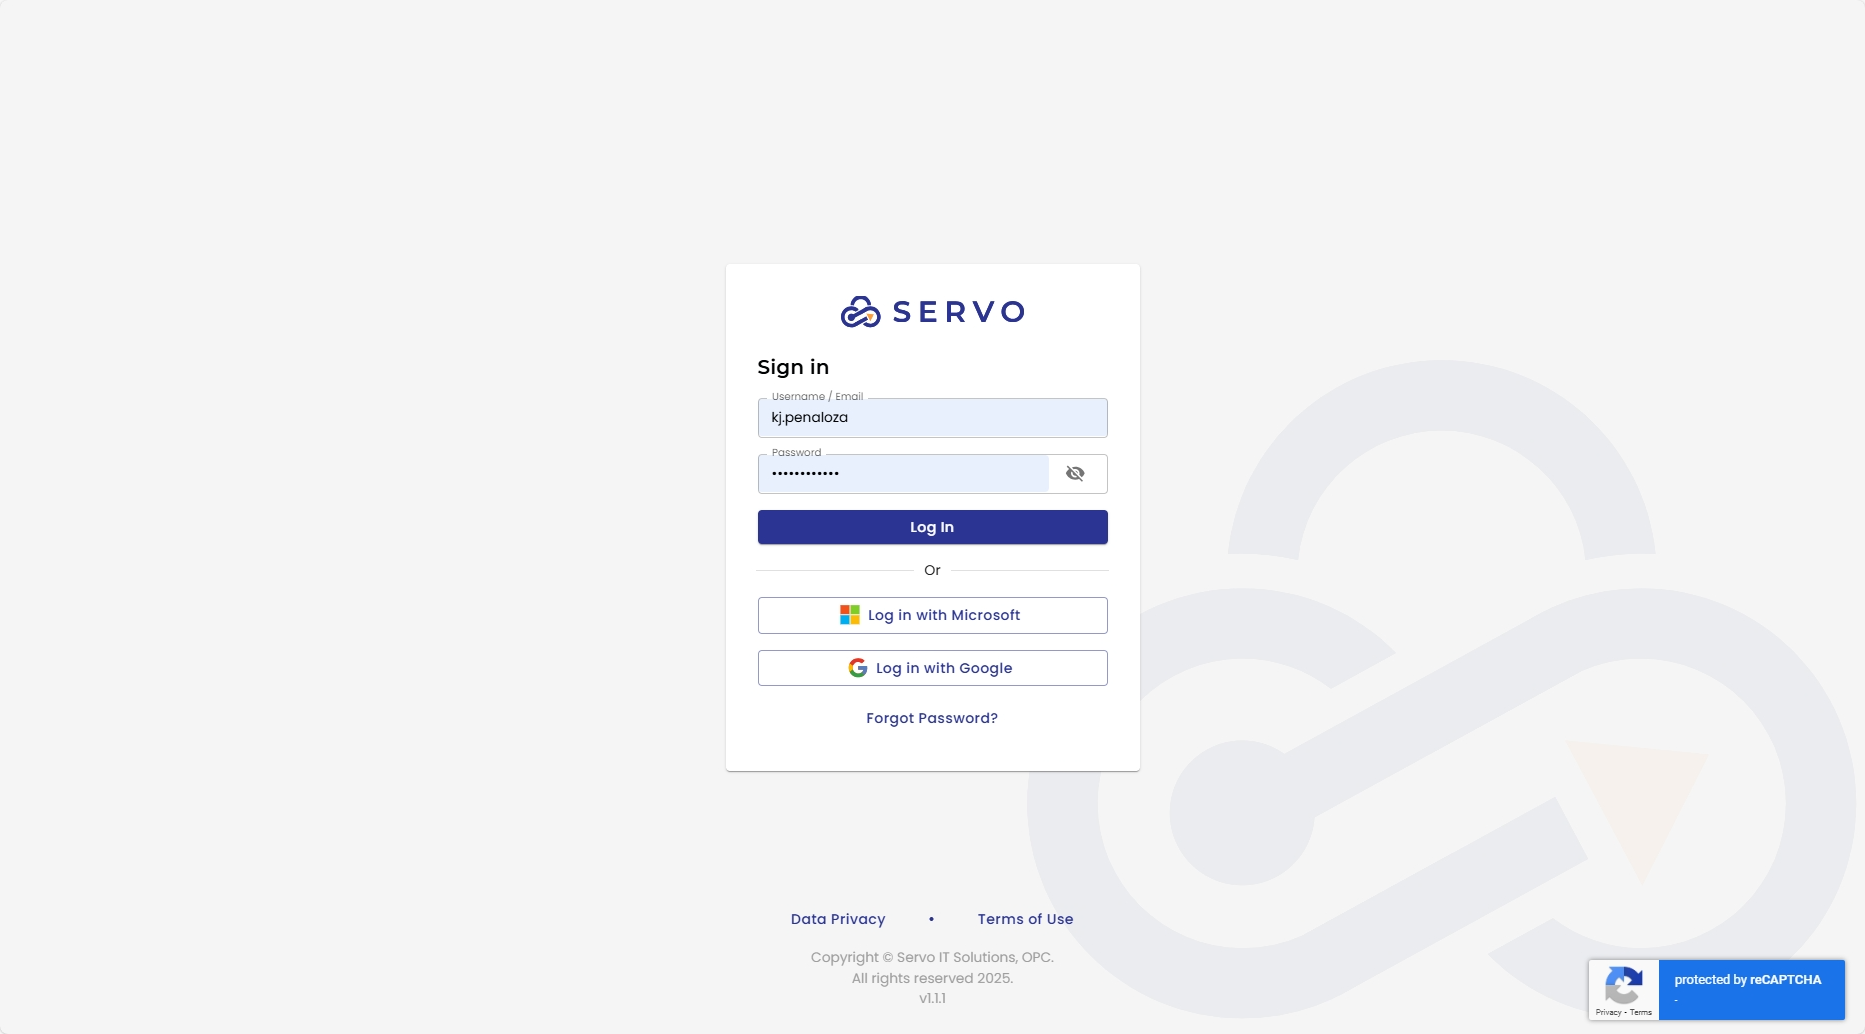 SERVO
Sign in
Username / Email
kj.penaloza
Password
••••••••••••
Log In
Or
Log in with Microsoft
Log in with Google
Forgot Password?
Data Privacy • Terms of Use
Copyright © Servo IT Solutions, OPC.
All rights reserved 2025.
v1.1.1
protected by reCAPTCHA
-
Privacy - Terms